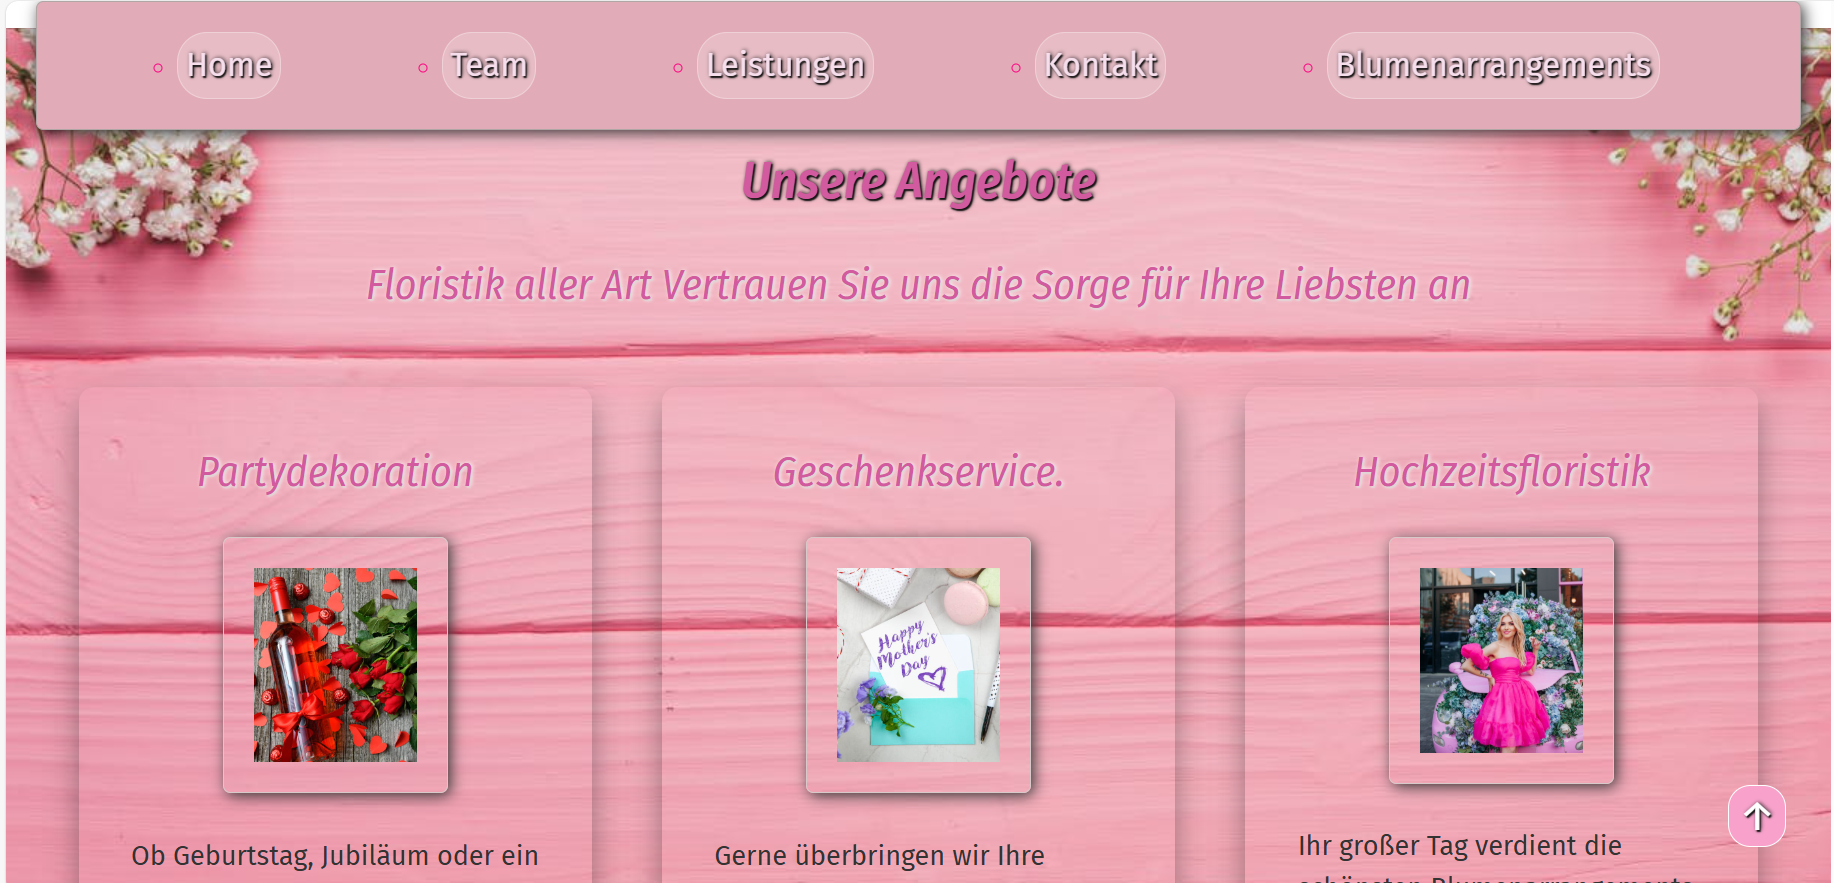 Home
Team
Leistungen
Kontakt
Blumenarrangements
Unsere Angebote
Floristik aller Art Vertrauen Sie uns die Sorge für Ihre Liebsten an
Partydekoration
Geschenkservice.
Hochzeitsfloristik
Happy
Mother's
Day
Ob Geburtstag, Jubiläum oder ein
Gerne überbringen wir Ihre
Ihr großer Tag verdient die
schönsten Blumenarrangements